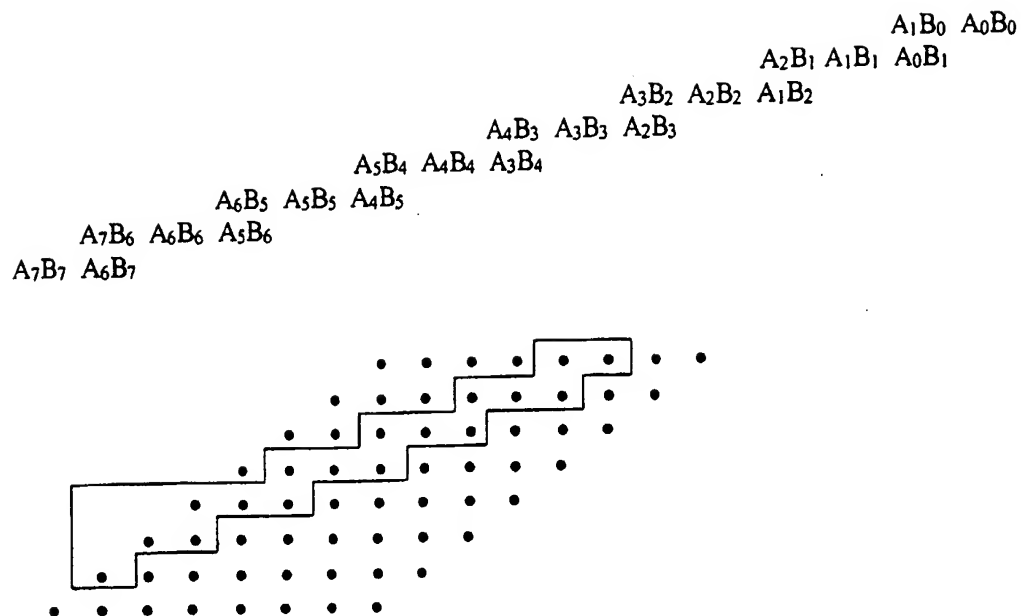 A₁B₀ A₀B₀
A₂B₁ A₁B₁ A₀B₁
A₃B₂ A₂B₂ A₁B₂
A₄B₃ A₃B₃ A₂B₃
A₅B₄ A₄B₄ A₃B₄
A₆B₅ A₅B₅ A₄B₅
A₇B₆ A₆B₆ A₅B₆
A₇B₇ A₆B₇